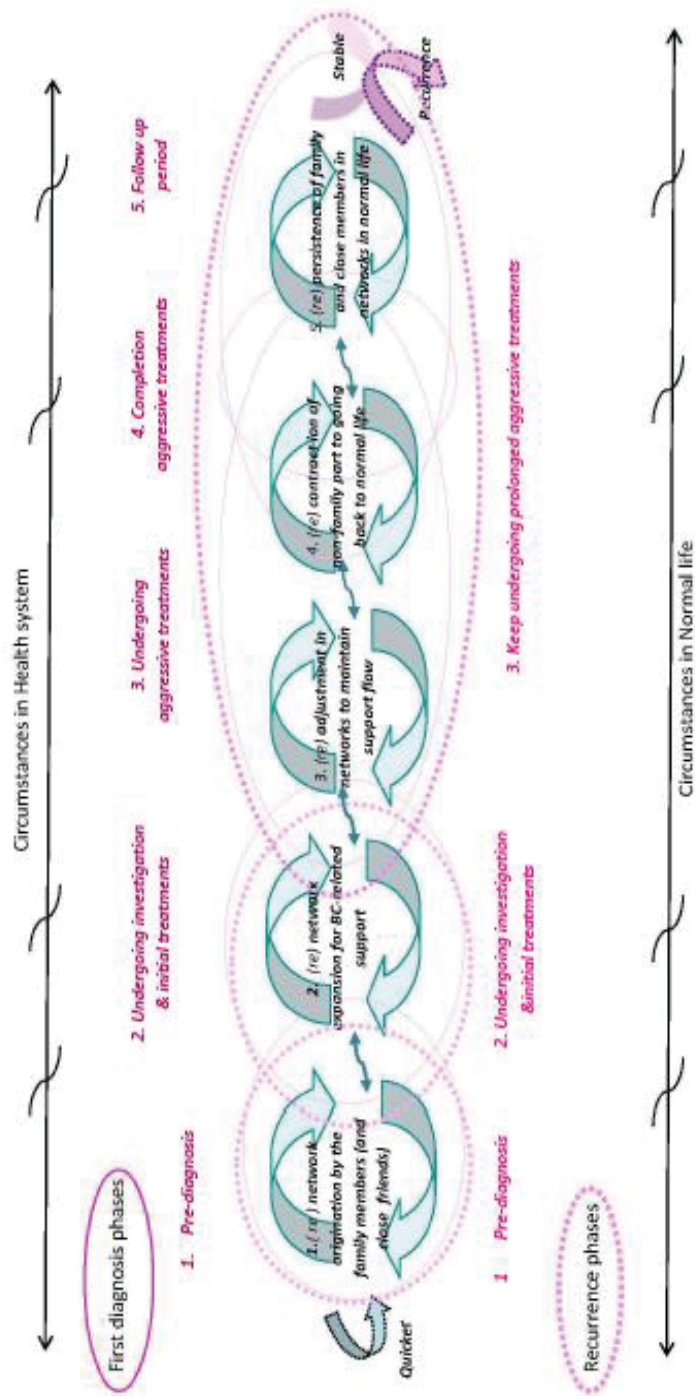 Circumstances in Health system
First diagnosis phases
1. Pre-diagnosis
2. Undergoing investigation
& initial treatments
3. Undergoing
aggressive treatments
4. Completion
aggressive treatments
5. Follow up
period
Quicker
1.( re ) network
origination by the
family members (and
close friends)
2. (re) network
expansion for BC-related
support
3. (re) adjustment in
networks to maintain
support flow
4. (re) contraction of
non-family part to going
back to normal life
5. (re) persistence of family
and close members in
networks in normal life
Stable
Recurrence
1 Pre-diagnosis
2. Undergoing investigation
&initial treatments
3. Keep undergoing prolonged aggressive treatments
Recurrence phases
Circumstances in Normal life